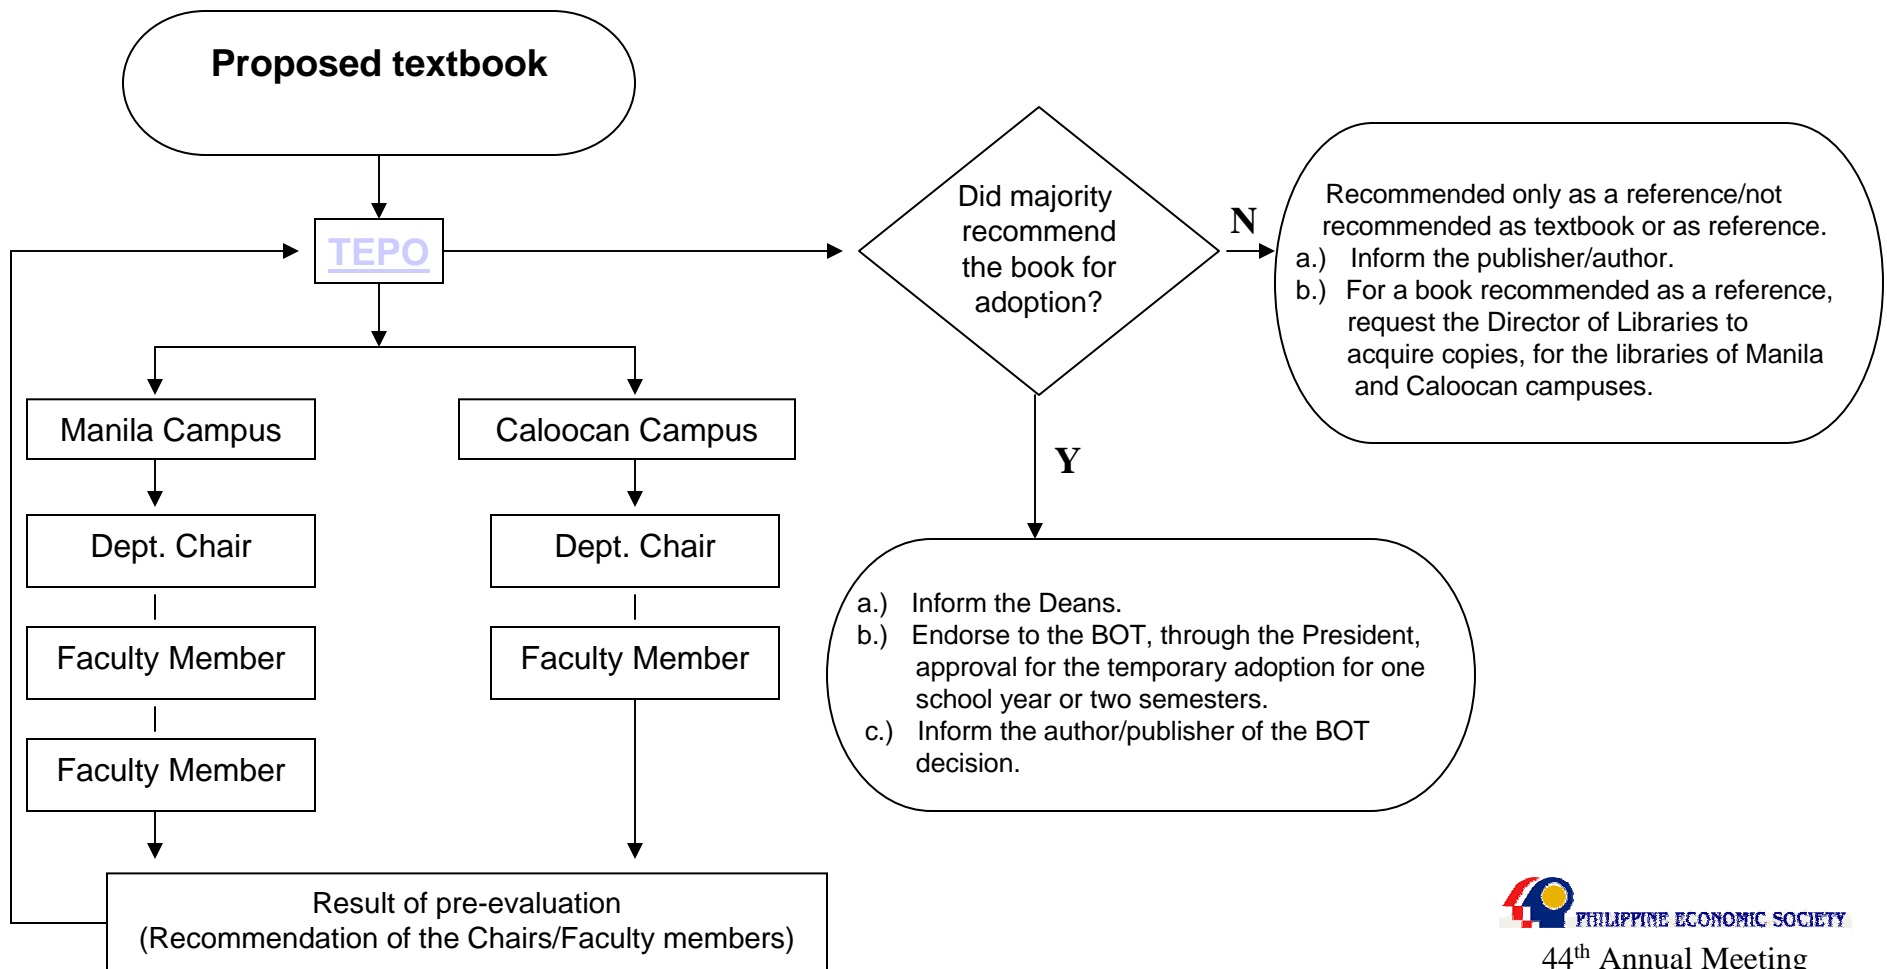 Proposed textbook
TEPO
Did majority
recommend
the book for
adoption?
N
Recommended only as a reference/not
recommended as textbook or as reference.
a.) Inform the publisher/author.
b.) For a book recommended as a reference,
request the Director of Libraries to
acquire copies, for the libraries of Manila
and Caloocan campuses.
Y
Manila Campus
Caloocan Campus
Dept. Chair
Dept. Chair
Faculty Member
Faculty Member
Faculty Member
a.) Inform the Deans.
b.) Endorse to the BOT, through the President,
approval for the temporary adoption for one
school year or two semesters.
c.) Inform the author/publisher of the BOT
decision.
Result of pre-evaluation
(Recommendation of the Chairs/Faculty members)
PHILIPPINE ECONOMIC SOCIETY
44th Annual Meeting